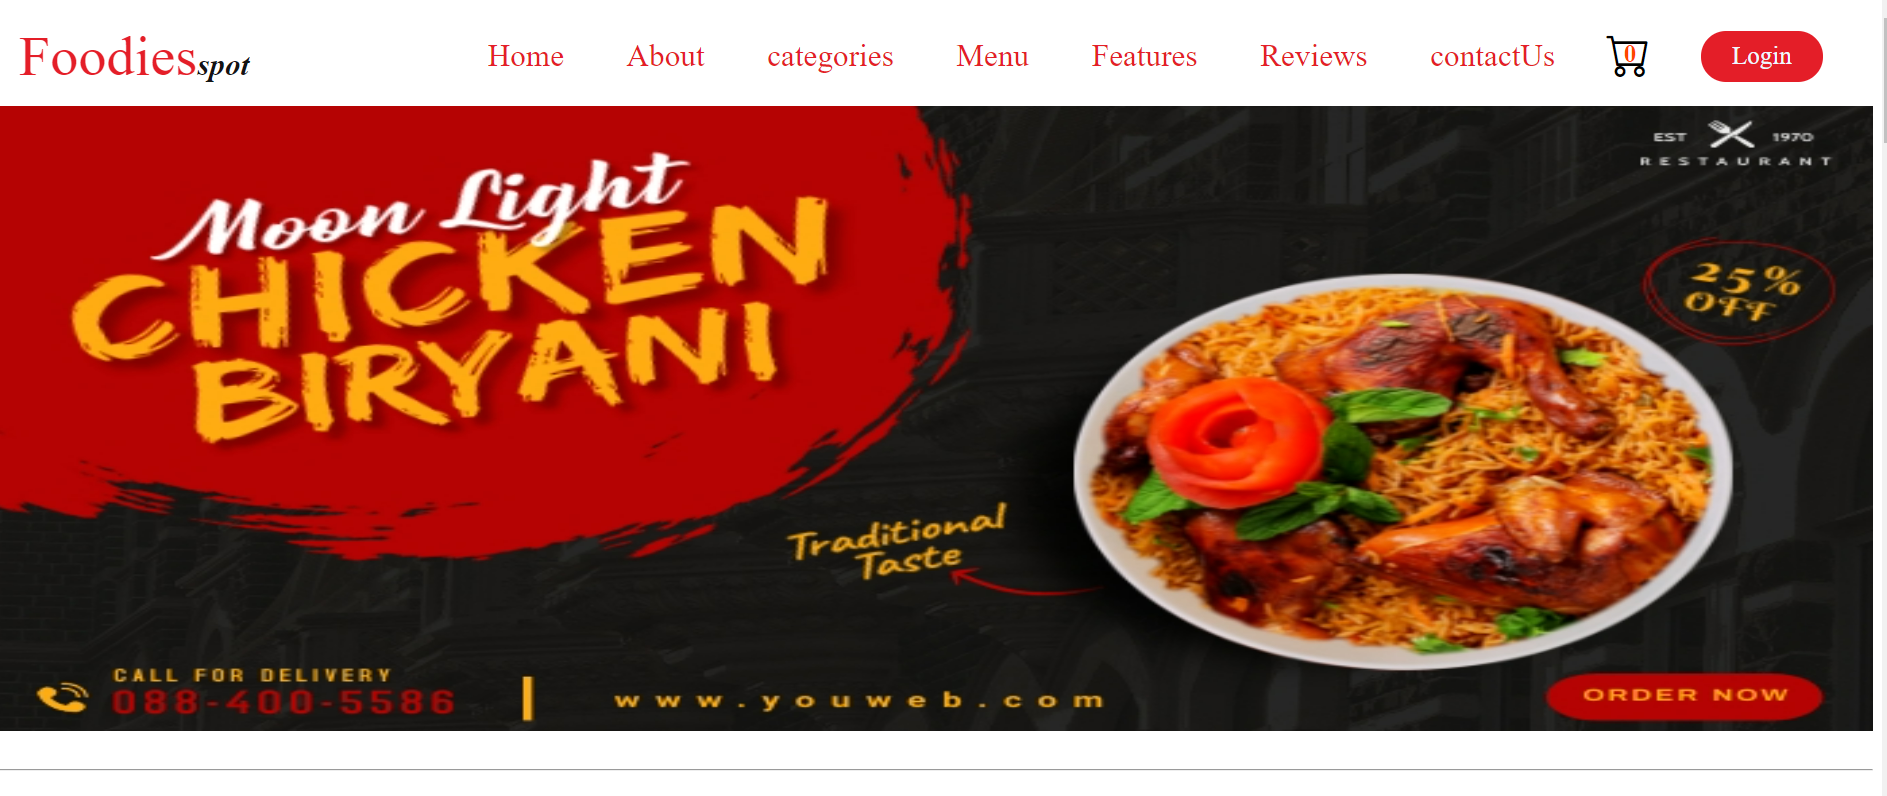 Foodiesspot
Home About categories Menu Features Reviews contactUs 0 Login
EST 1970
RESTAURANT
Moon Light
CHICKEN
BIRYANI
25%
OFF
Traditional
Taste
CALL FOR DELIVERY
088-400-5586
www.youweb.com
ORDER NOW